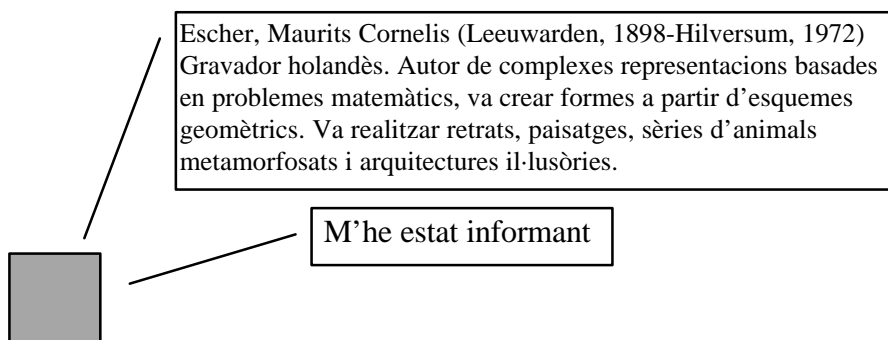 Escher, Maurits Cornelis (Leeuwarden, 1898-Hilversum, 1972)
Gravador holandès. Autor de complexes representacions basades
en problemes matemàtics, va crear formes a partir d’esquemes
geomètrics. Va realitzar retrats, paisatges, sèries d’animals
metamorfosats i arquitectures il·lusòries.
M’he estat informant